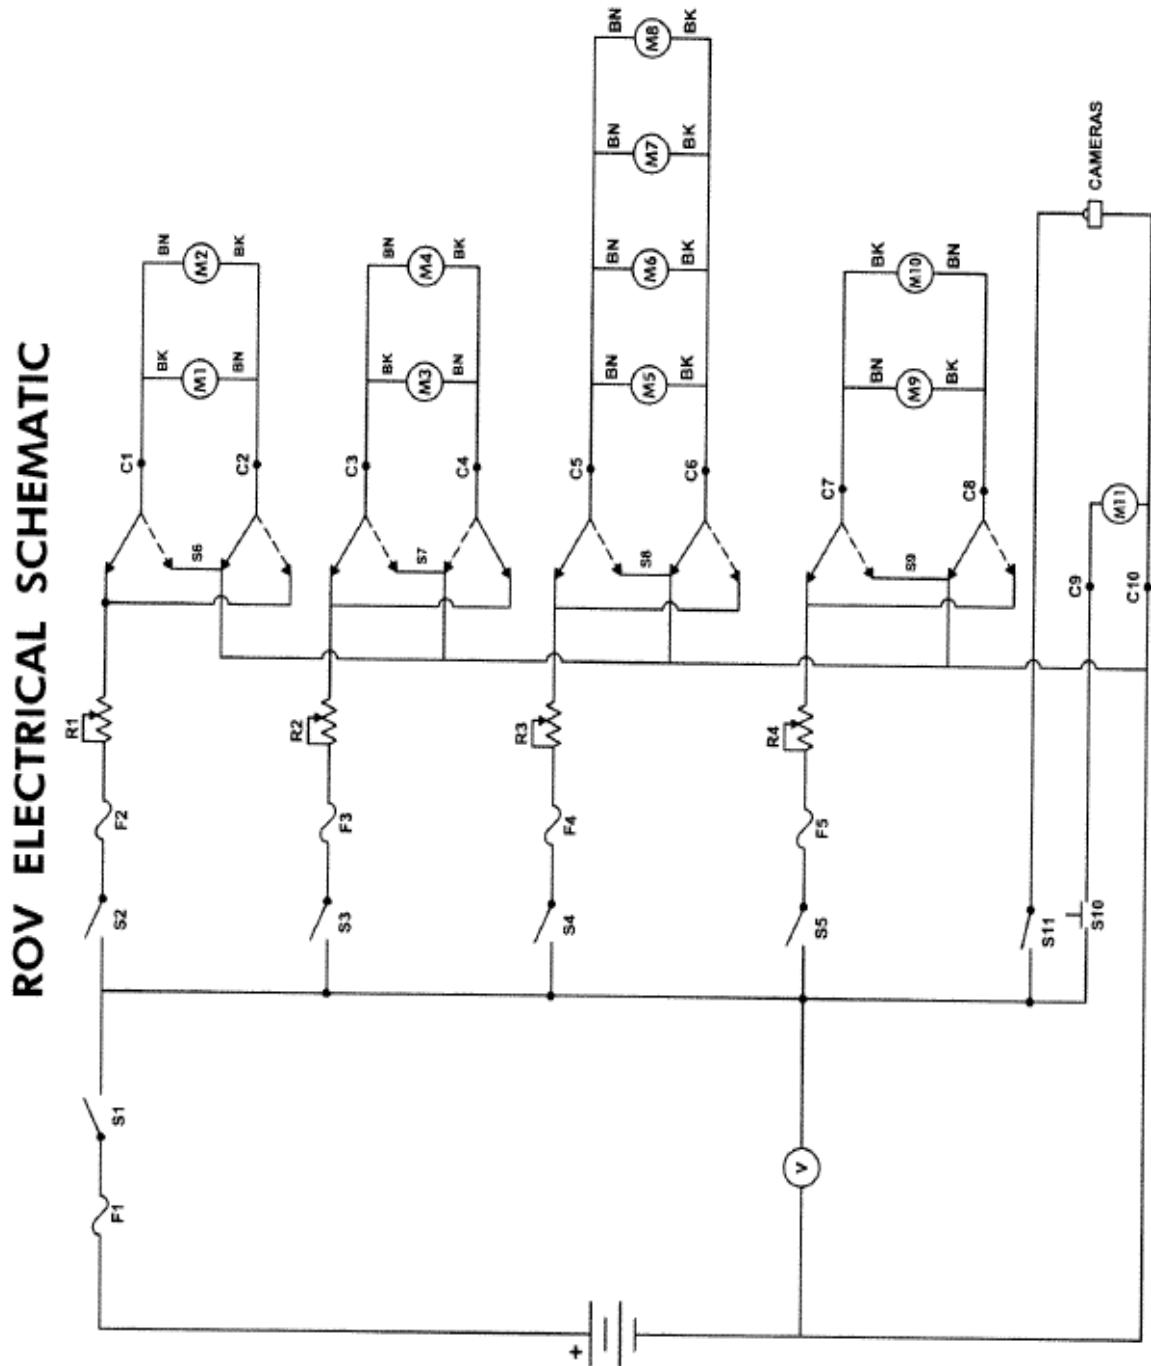 ROV ELECTRICAL SCHEMATIC
+
F1
S1
V
S2
F2
R1
S6
C1
C2
BK
M1
BN
BN
M2
BK
S3
F3
R2
S7
C3
C4
BK
M3
BN
BN
M4
BK
S4
F4
R3
S8
C5
C6
BN
M5
BK
BN
M6
BK
BN
M7
BK
BN
M8
BK
S5
F5
R4
S9
C7
C8
BN
M9
BK
BK
M10
BN
S11
CAMERAS
S10
C9
C10
M11